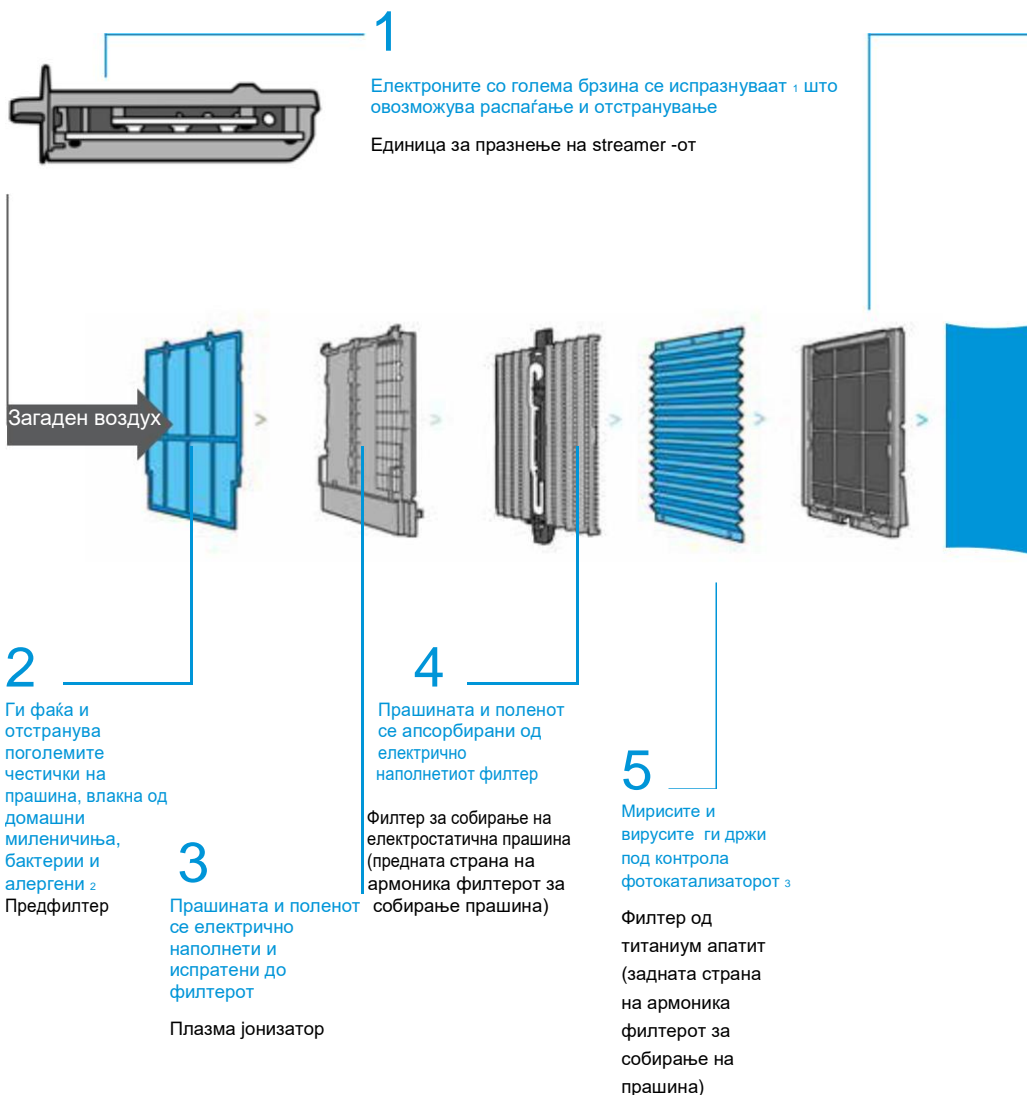 1
Електроните со голема брзина се испразнуваат 1 што
овозможува распаѓање и отстранување
Единица за празнење на streamer -от
Загаден воздух
>
>
>
>
>
2
Ги фаќа и
отстранува
поголемите
честички на
прашина, влакна од
домашни
миленичиња,
бактерии и
алергени 2
Предфилтер
3
Прашината и поленот
се електрично
наполнети и
испратени до
филтерот
Плазма јонизатор
4
Прашината и поленот
се апсорбирани од
електрично
наполнетиот филтер
Филтер за собирање на
електростатична прашина
(предната страна на
армоника филтерот за
собирање прашина)
5
Мирисите и
вирусите ги држи
под контрола
фотокатализаторот 3
Филтер од
титаниум апатит
(задната страна
на армоника
филтерот за
собирање на
прашина)